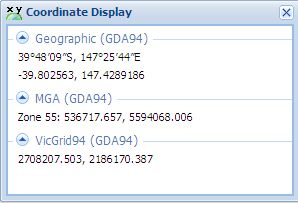 Coordinate Display
Geographic (GDA94)
39°48'09"S, 147°25'44"E
-39.802563, 147.4289186
MGA (GDA94)
Zone 55: 536717.657, 5594068.006
VicGrid94 (GDA94)
2708207.503, 2186170.387